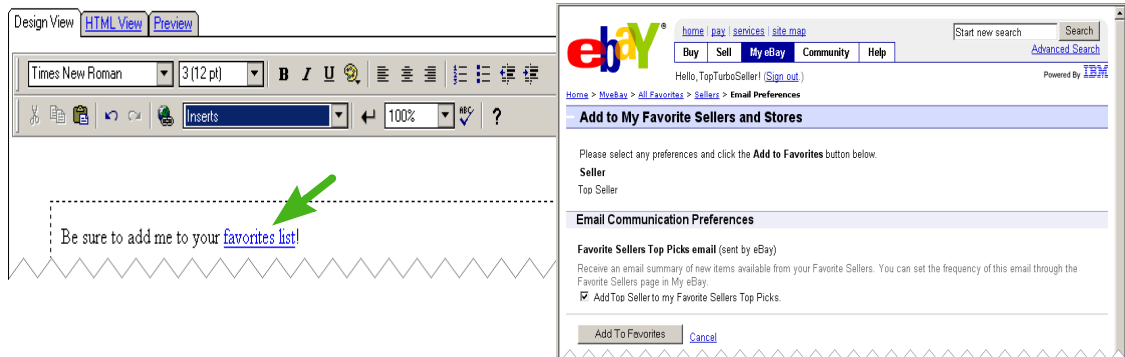 Design View HTML View Preview
Times New Roman 3 (12 pt) B I U
Inserts 100% ABC ?
Be sure to add me to your favorites list!
ebaY®
home | pay | services | site map
Start new search Search
Buy Sell My eBay Community Help
Advanced Search
Hello, TopTurboSeller! (Sign out.)
Powered By IBM
Home > MyeBay > All Favorites > Sellers > Email Preferences
Add to My Favorite Sellers and Stores
Please select any preferences and click the Add to Favorites button below.
Seller
Top Seller
Email Communication Preferences
Favorite Sellers Top Picks email (sent by eBay)
Receive an email summary of new items available from your Favorite Sellers. You can set the frequency of this email through the
Favorite Sellers page in My eBay.
Add Top Seller to my Favorite Sellers Top Picks.
Add To Favorites Cancel